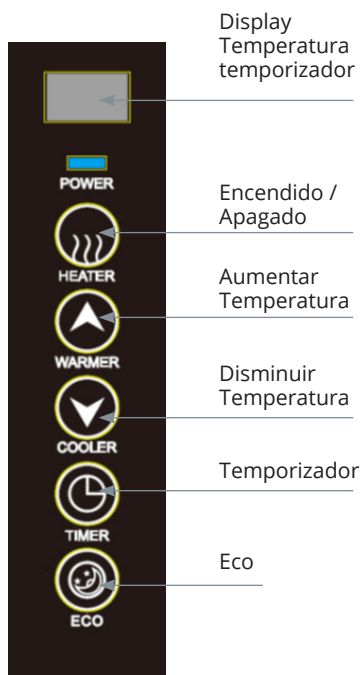 Display
Temperatura
temporizador
POWER
Encendido /
Apagado
HEATER
Aumentar
Temperatura
WARMER
Disminuir
Temperatura
COOLER
Temporizador
TIMER
Eco
ECO